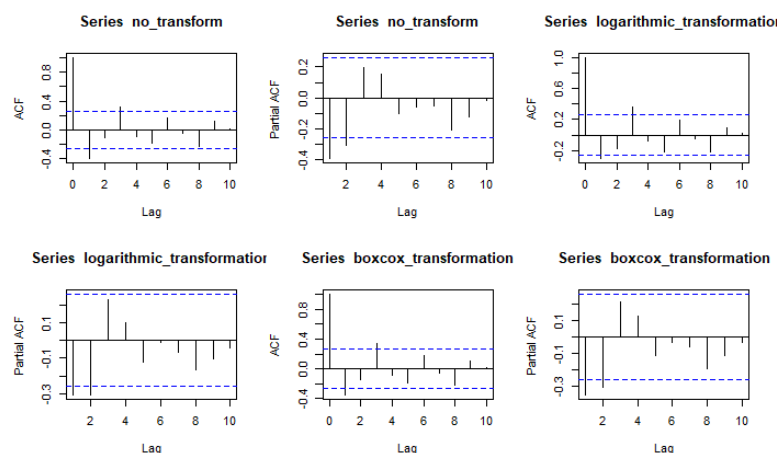 Series no_transform
ACF
-0.4 0.0 0.4 0.8
0 2 4 6 8 10
Lag
Series no_transform
Partial ACF
-0.4 -0.2 0.0 0.2
2 4 6 8 10
Lag
Series logarithmic_transformation
ACF
-0.2 0.2 0.6 1.0
0 2 4 6 8 10
Lag
Series logarithmic_transformation
Partial ACF
-0.3 -0.1 0.1
2 4 6 8 10
Lag
Series boxcox_transformation
ACF
-0.4 0.0 0.4 0.8
0 2 4 6 8 10
Lag
Series boxcox_transformation
Partial ACF
-0.3 -0.1 0.1
2 4 6 8 10
Lag